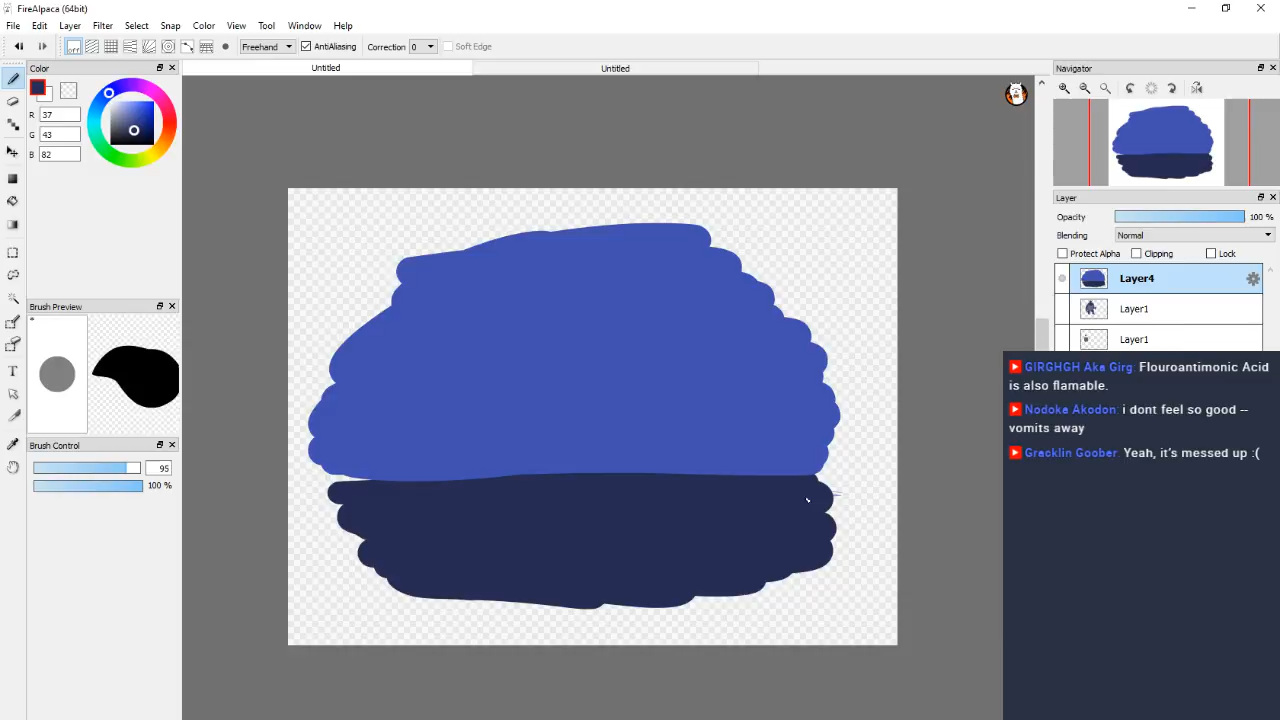 FireAlpaca (64bit)
File Edit Layer Filter Select Snap Color View Tool Window Help
off Freehand AntiAliasing Correction 0 Soft Edge
Color
Untitled Untitled
Navigator
R 37
G 43
B 82
Layer
Opacity 100 %
Blending Normal
Protect Alpha Clipping Lock
Layer4
Brush Preview
Layer1
Layer1
T
GIRGHGH Aka Girg: Flouroantimonic Acid
is also flamable.
Nodoka Akodon: i dont feel so good --
vomits away
Gracklin Goober: Yeah, it's messed up :(
Brush Control
95
100 %